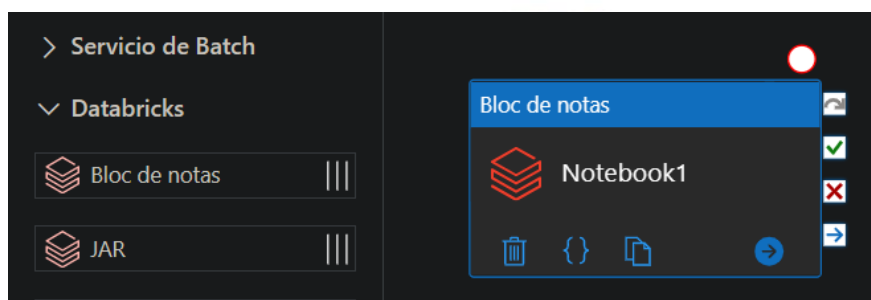 Servicio de Batch
Databricks
Bloc de notas
JAR
Bloc de notas
Notebook1